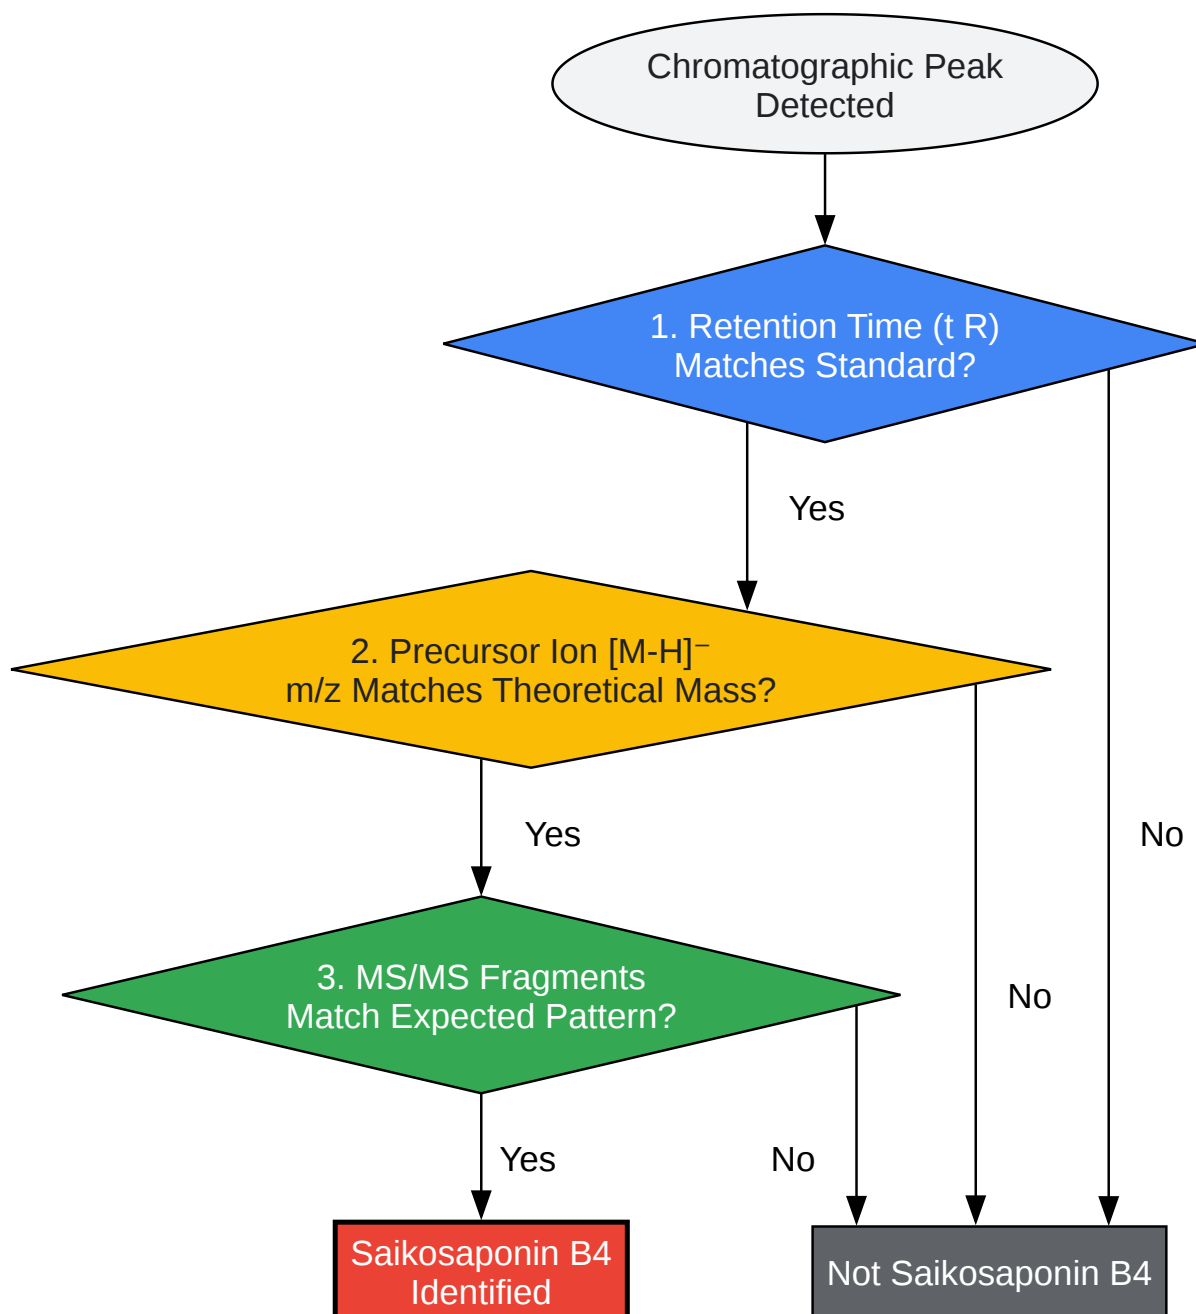 Chromatographic Peak
Detected
1. Retention Time (t R)
Matches Standard?
Yes
2. Precursor Ion [M-H]⁻
m/z Matches Theoretical Mass?
Yes
No
3. MS/MS Fragments
Match Expected Pattern?
No
Yes
No
Saikosaponin B4
Identified
Not Saikosaponin B4